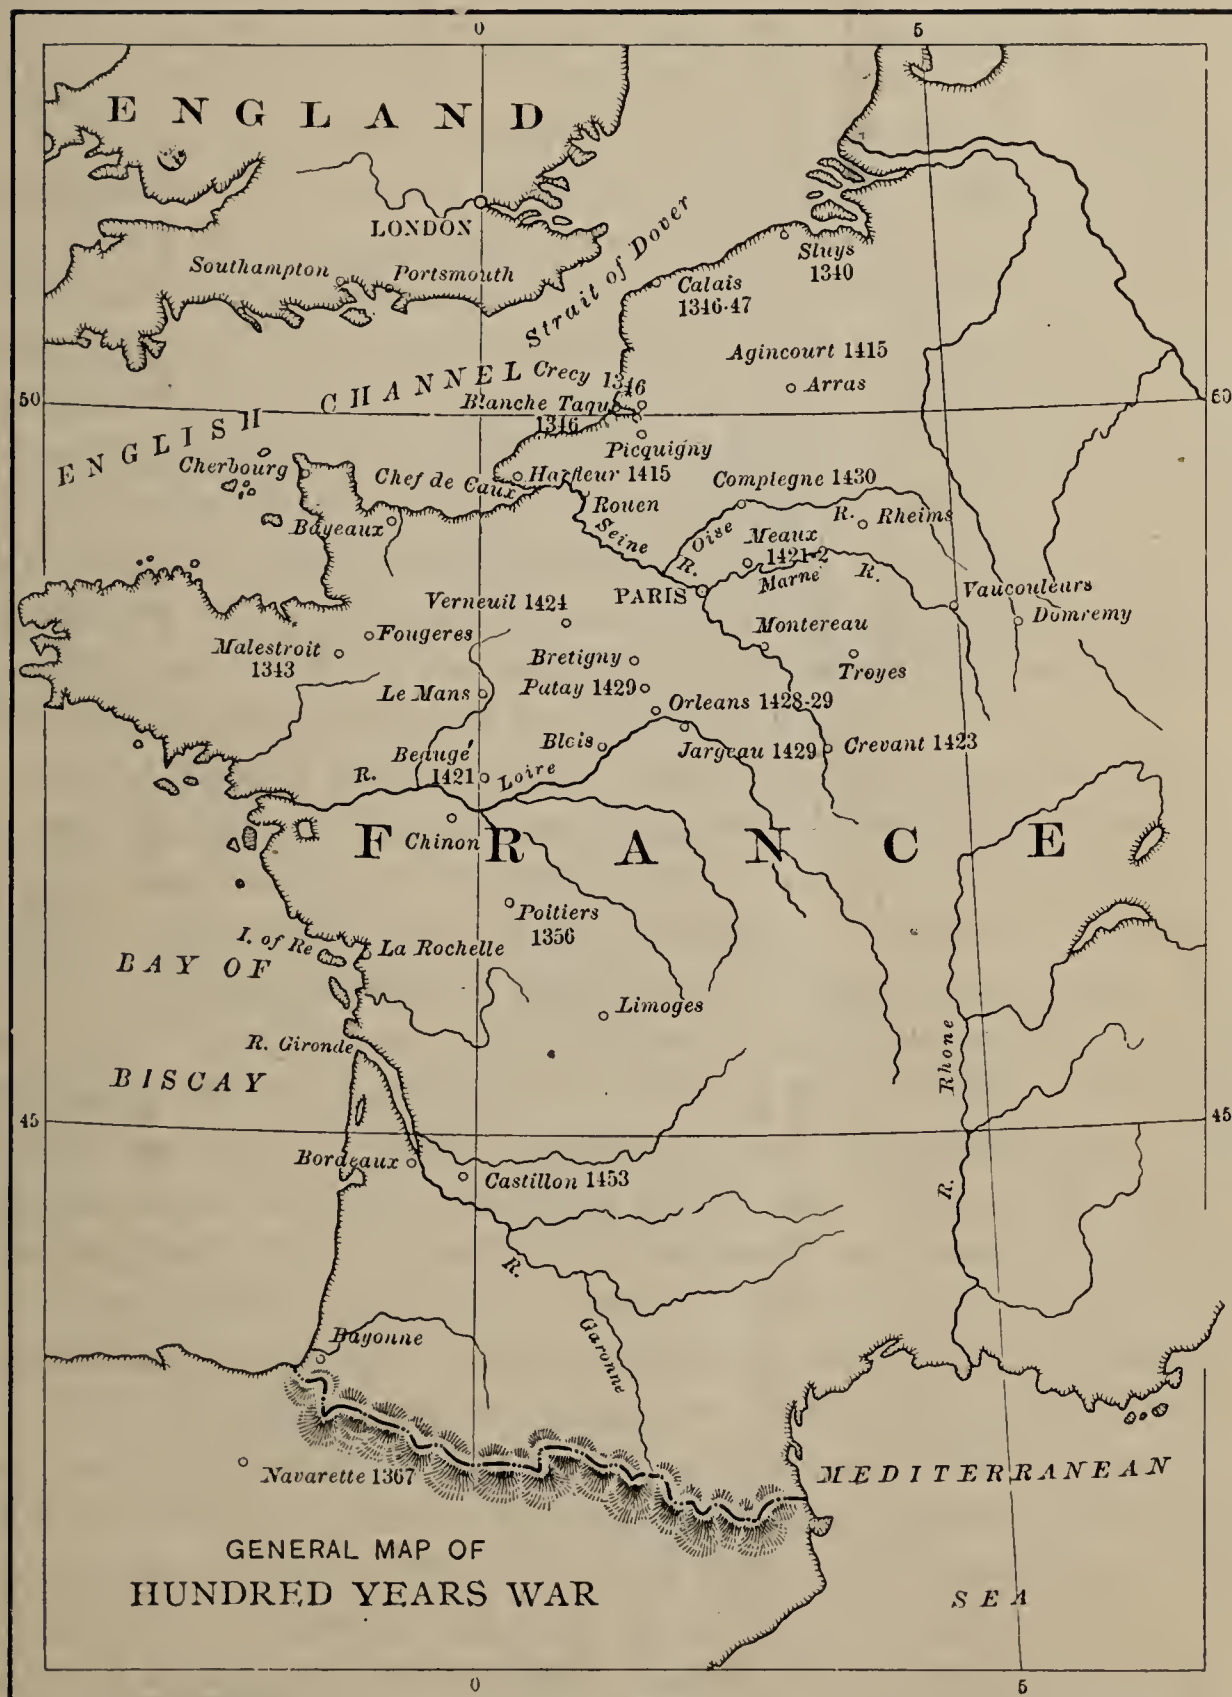 0 5
ENGLAND
LONDON
Southampton
Portsmouth
Strait of Dover
Sluys
1340
Calais
1346-47
Agincourt 1415
Arras
50
50
ENGLISH CHANNEL
Crecy 1346
Blanche Taque
1346
Picquigny
Cherbourg
Chef de Caux
Harfleur 1415
Compiegne 1430
Bayeaux
Rouen
Seine
R.
Oise
R.
Rheims
Meaux
1421-2
Marne
R.
PARIS
Vaucouleurs
Domremy
Verneuil 1424
Fougeres
Malestroit
1343
Montereau
Troyes
Bretigny
Patay 1429
Le Mans
Orleans 1428-29
Blois
Jargeau 1429
Crevant 1423
Beaugé
1421
R.
Loire
FRANCE
Chinon
Poitiers
1356
I. of Re
La Rochelle
BAY OF
BISCAY
Limoges
R. Gironde
Rhone
R.
45
45
Bordeaux
Castillon 1453
R.
Garonne
Bayonne
Navarette 1367
MEDITERRANEAN
SEA
GENERAL MAP OF
HUNDRED YEARS WAR
0 5